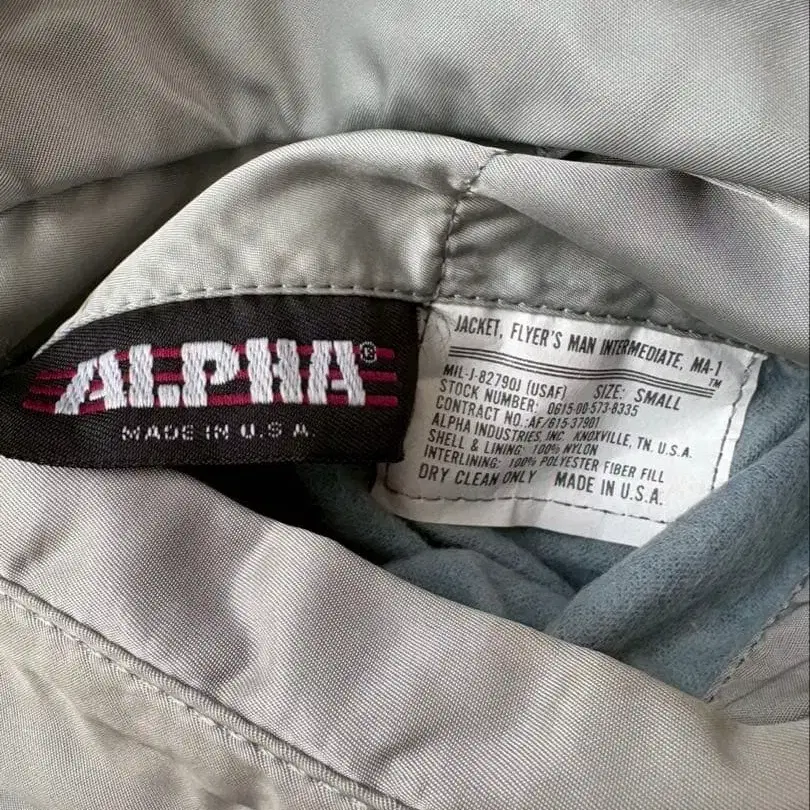 ALPHA®
MADE IN U.S.A
JACKET, FLYER'S MAN INTERMEDIATE, MA-1
™
MIL-J-82790J (USAF) SIZE: SMALL
STOCK NUMBER: 0615-00-573-8335
CONTRACT NO.:AF/615-37901
ALPHA INDUSTRIES, INC. KNOXVILLE, TN. U.S.A.
SHELL & LINING: 100% NYLON
INTERLINING: 100% POLYESTER FIBER FILL
DRY CLEAN ONLY MADE IN U.S.A.